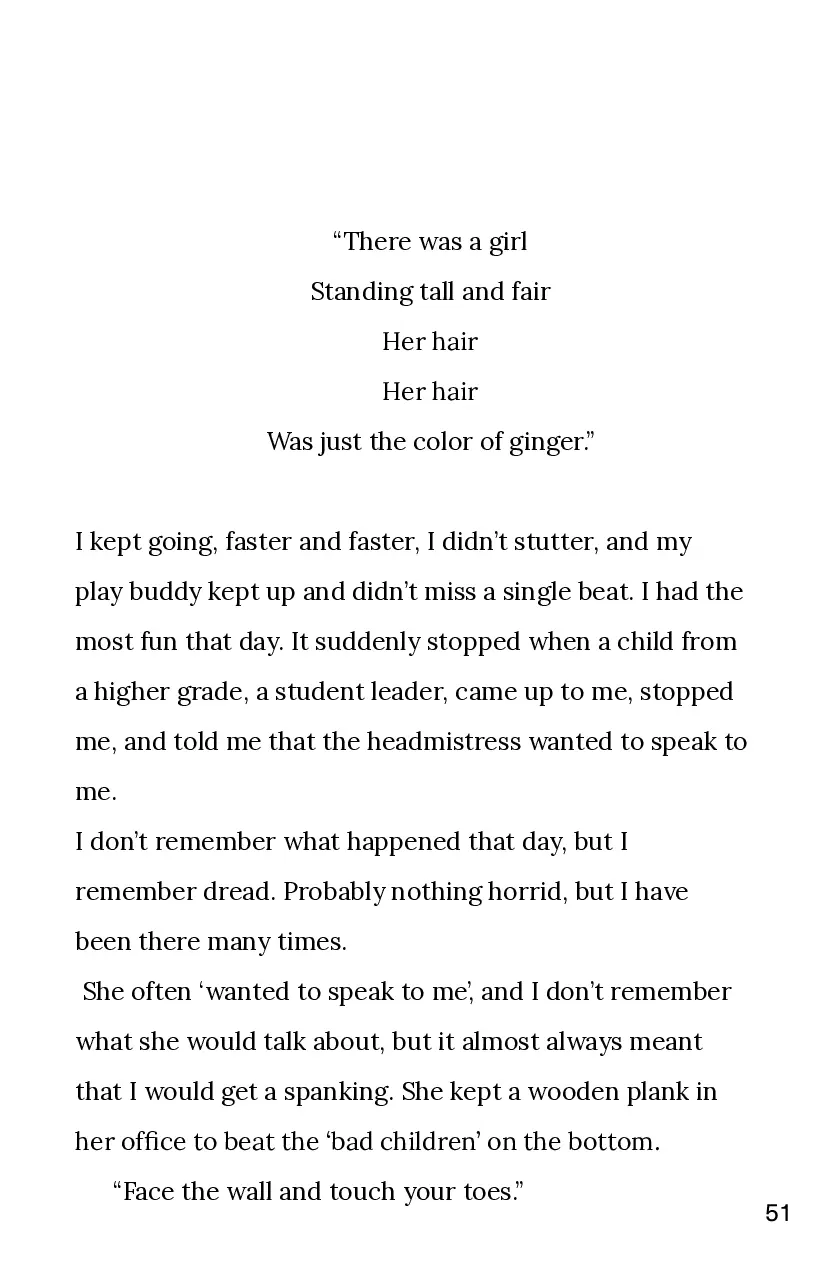 “There was a girl
Standing tall and fair
Her hair
Her hair
Was just the color of ginger.”
I kept going, faster and faster, I didn’t stutter, and my
play buddy kept up and didn’t miss a single beat. I had the
most fun that day. It suddenly stopped when a child from
a higher grade, a student leader, came up to me, stopped
me, and told me that the headmistress wanted to speak to
me.
I don’t remember what happened that day, but I
remember dread. Probably nothing horrid, but I have
been there many times.
She often ‘wanted to speak to me’, and I don’t remember
what she would talk about, but it almost always meant
that I would get a spanking. She kept a wooden plank in
her office to beat the ‘bad children’ on the bottom.
“Face the wall and touch your toes.”
51